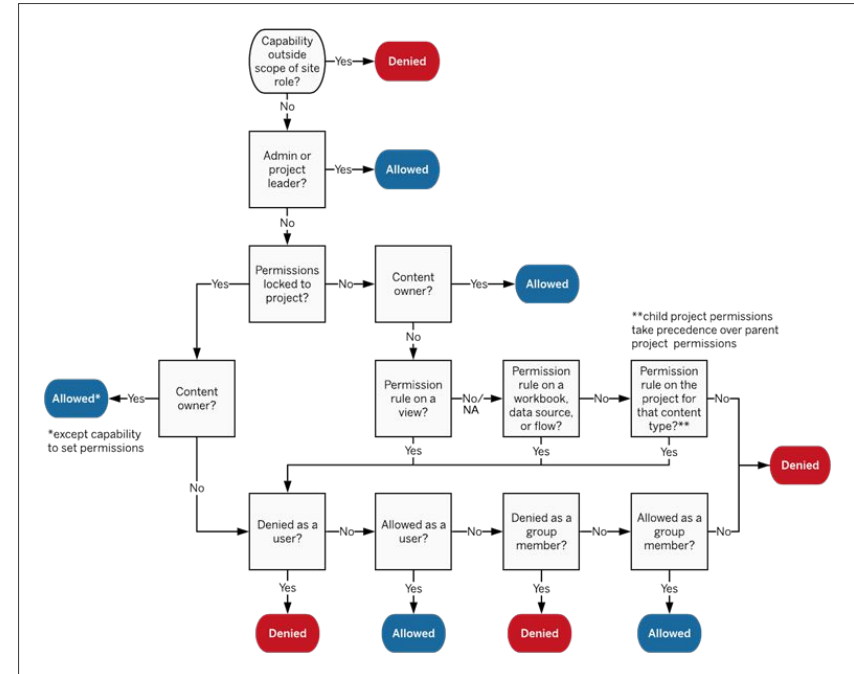 Capability
outside
scope of site
role?
Yes
Denied
No
Admin or
project
leader?
Yes
Allowed
No
Permissions
locked to
project?
Yes
No
Content
owner?
Yes
Allowed
**child project permissions
take precedence over parent
project permissions
No
Allowed*
Yes
Content
owner?
*except capability
to set permissions
Permission
rule on a
view?
No/
NA
Permission
rule on a
workbook,
data source,
or flow?
No
Permission
rule on the
project for
that content
type?**
No
Yes
Yes
Yes
Denied
No
Denied as a
user?
No
Allowed as a
user?
No
Denied as a
group
member?
No
Allowed as a
group
member?
No
Yes
Yes
Yes
Yes
Denied
Allowed
Denied
Allowed